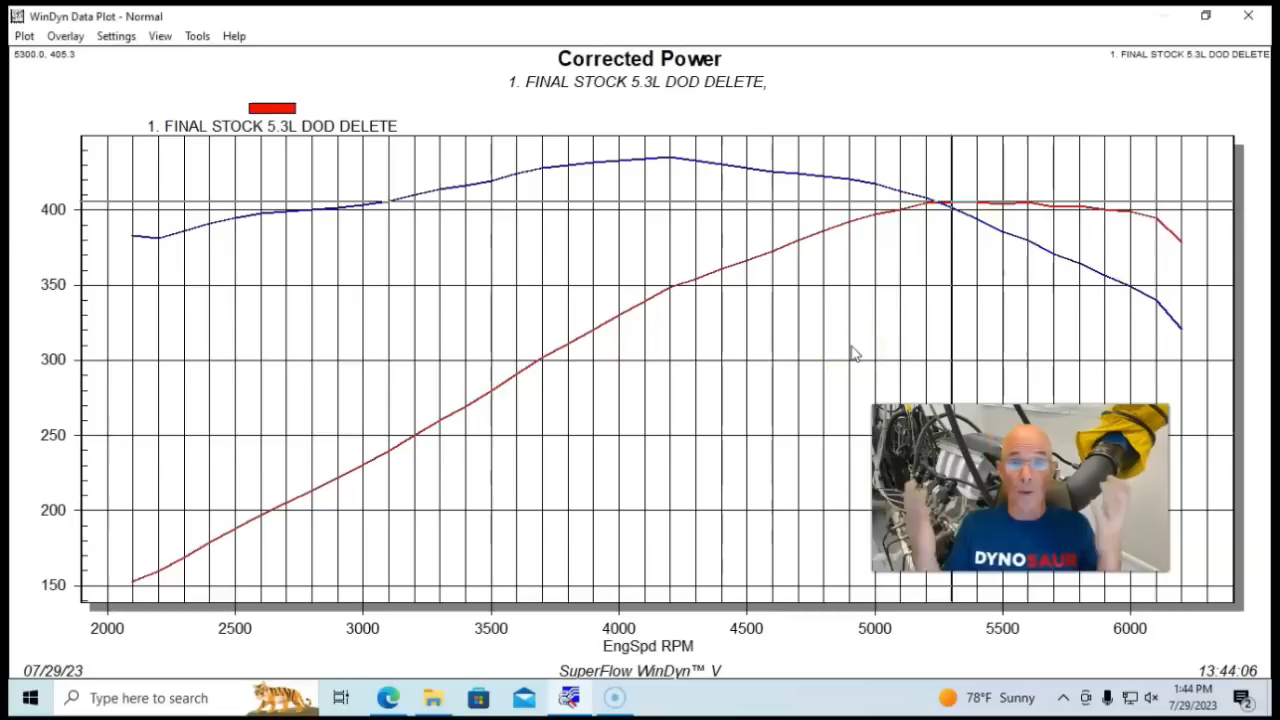 WinDyn Data Plot - Normal
Plot Overlay Settings View Tools Help
5300.0, 405.3
1. FINAL STOCK 5.3L DOD DELETE
Corrected Power
1. FINAL STOCK 5.3L DOD DELETE,
1. FINAL STOCK 5.3L DOD DELETE
400
350
300
250
200
150
2000 2500 3000 3500 4000 4500 5000 5500 6000
EngSpd RPM
DYNOSAUR
07/29/23
SuperFlow WinDyn™ V
13:44:06
Type here to search
78°F Sunny
1:44 PM
7/29/2023
2